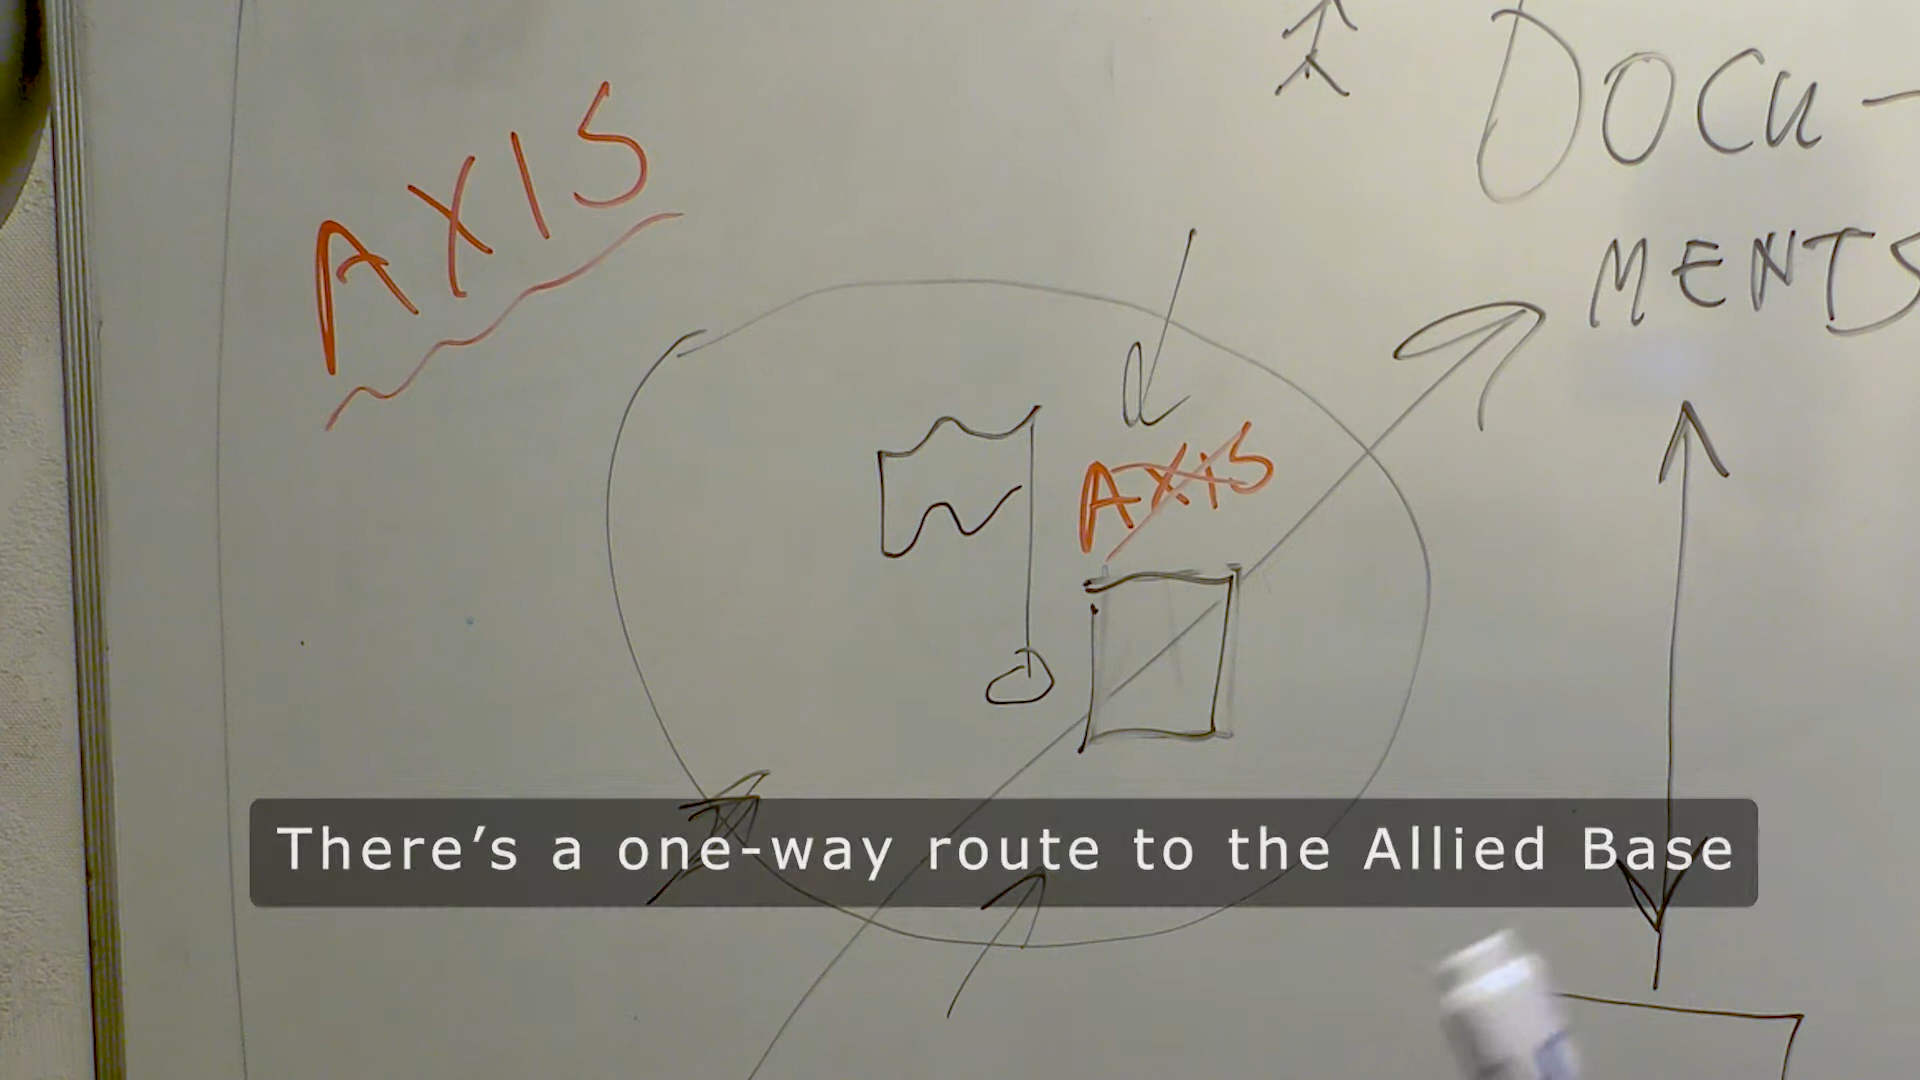 DOCU-
MENTS
AXIS
d
AXIS
There's a one-way route to the Allied Base